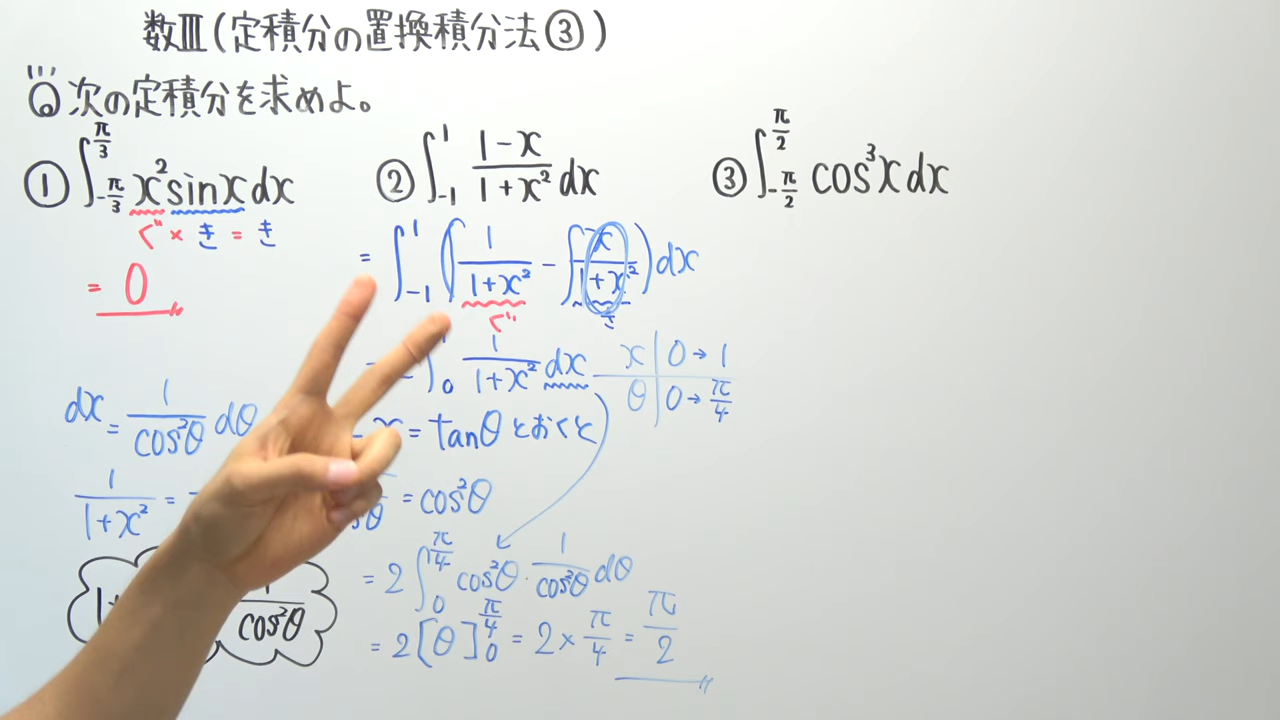 数Ⅲ(定積分の置換積分法③)
Q 次の定積分を求めよ。
① ∫_{-π/3}^{π/3} x² sinx dx
ぐ × き = き
= 0
② ∫_{-1}^{1} (1-x)/(1+x²) dx
= ∫_{-1}^{1} (1/(1+x²) - ∫ x/(1+x²)) dx
ぐ き
∫_0 1/(1+x²) dx
x | 0→1
θ | 0→π/4
x = tanθ とおくと
dx = 1/cos²θ dθ
1/(1+x²) =
= cos²θ
cos²θ
= 2∫_0^{π/4} cos²θ · 1/cos²θ dθ
= 2[θ]_0^{π/4} = 2 × π/4 = π/2
③ ∫_{-π/2}^{π/2} cos³x dx